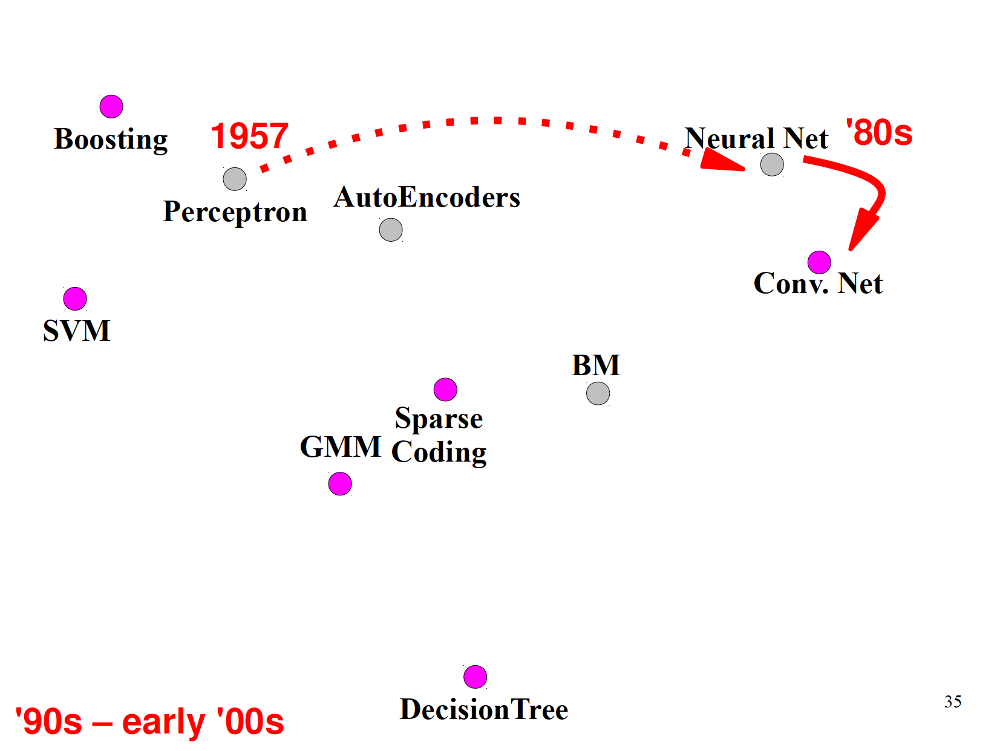 Boosting
1957
Neural Net
'80s
Perceptron
AutoEncoders
Conv. Net
SVM
BM
Sparse
Coding
GMM
DecisionTree
35
'90s – early '00s